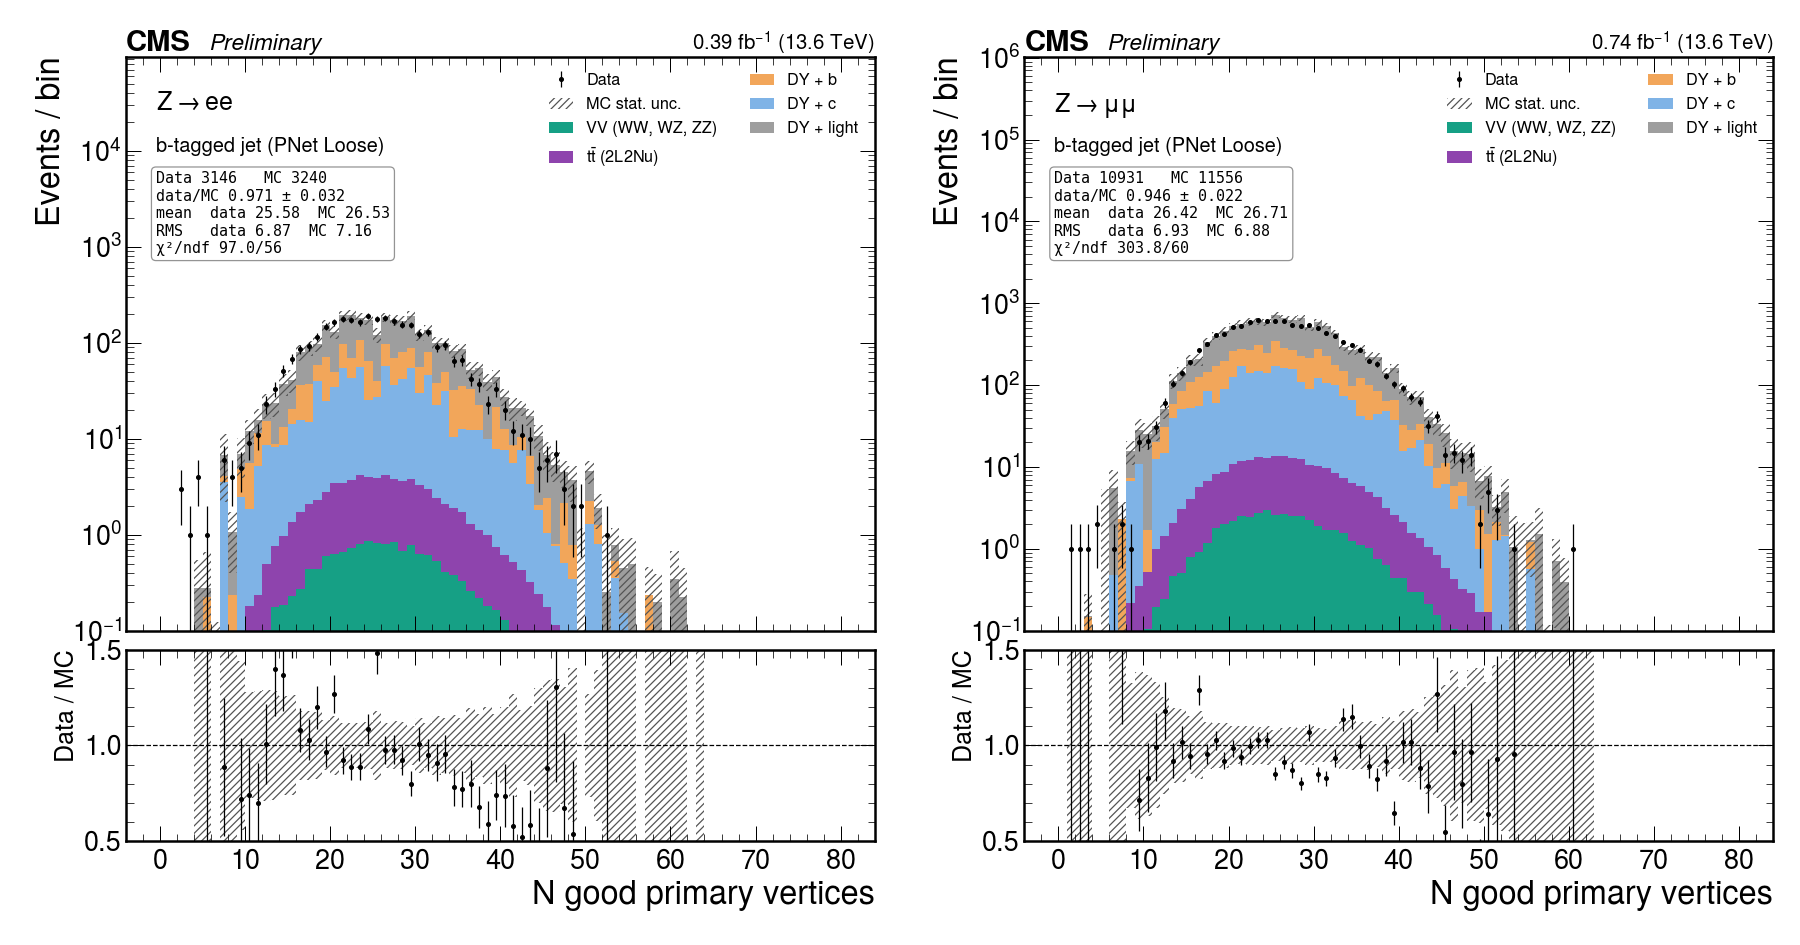 CMS Preliminary 0.39 fb⁻¹ (13.6 TeV)
Events / bin
Z → ee
b-tagged jet (PNet Loose)
Data 3146 MC 3240
data/MC 0.971 ± 0.032
mean data 25.58 MC 26.53
RMS data 6.87 MC 7.16
χ²/ndf 97.0/56
Data
MC stat. unc.
VV (WW, WZ, ZZ)
tt̄ (2L2Nu)
DY + b
DY + c
DY + light
10⁴
10³
10²
10¹
10⁰
10⁻¹
Data / MC
1.5
1.0
0.5
0 10 20 30 40 50 60 70 80
N good primary vertices
CMS Preliminary 0.74 fb⁻¹ (13.6 TeV)
Events / bin
Z → μμ
b-tagged jet (PNet Loose)
Data 10931 MC 11556
data/MC 0.946 ± 0.022
mean data 26.42 MC 26.71
RMS data 6.93 MC 6.88
χ²/ndf 303.8/60
Data
MC stat. unc.
VV (WW, WZ, ZZ)
tt̄ (2L2Nu)
DY + b
DY + c
DY + light
10⁶
10⁵
10⁴
10³
10²
10¹
10⁰
10⁻¹
Data / MC
1.5
1.0
0.5
0 10 20 30 40 50 60 70 80
N good primary vertices